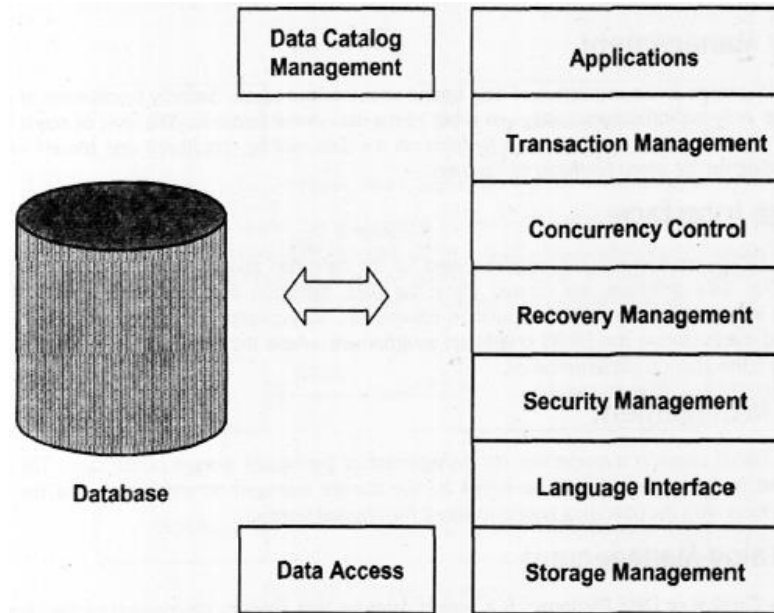 Data Catalog
Management
Applications
Transaction Management
Concurrency Control
Recovery Management
Security Management
Language Interface
Storage Management
Database
Data Access